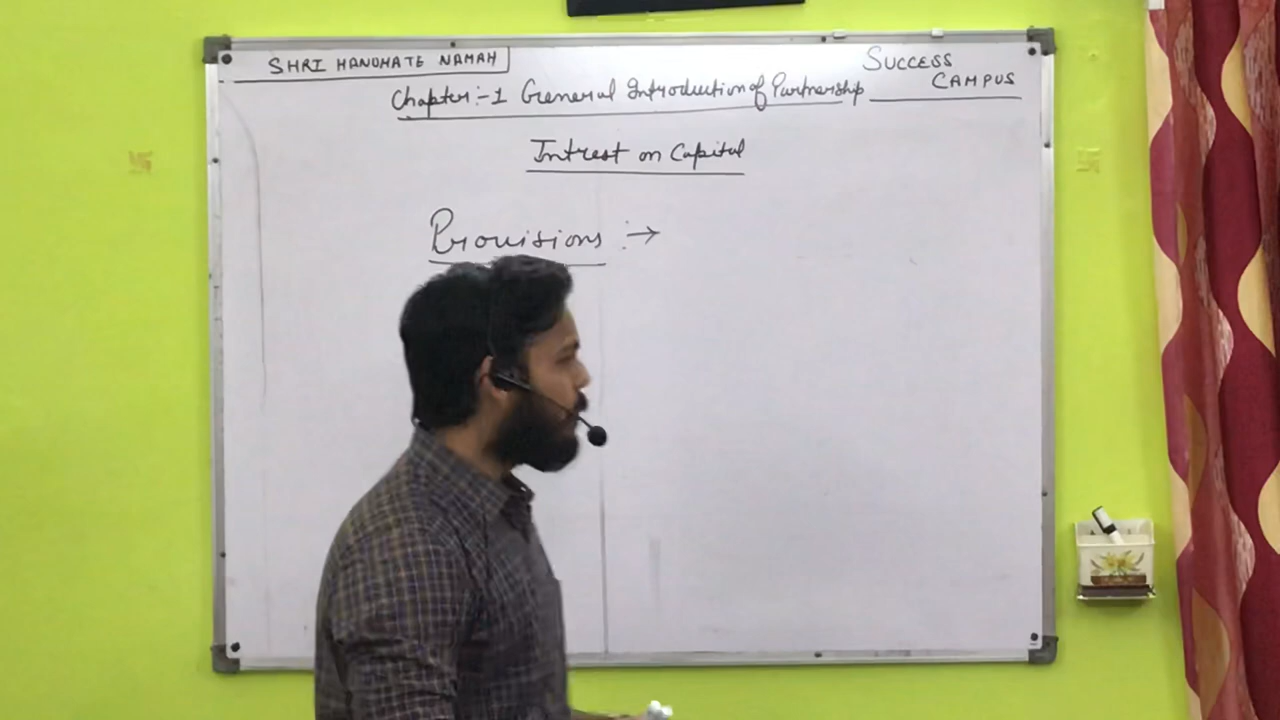 SHRI HANUMATE NAMAH
SUCCESS
CAMPUS
Chapter:-1 General Introduction of Partnership
Intrest on Capital
Provisions :→